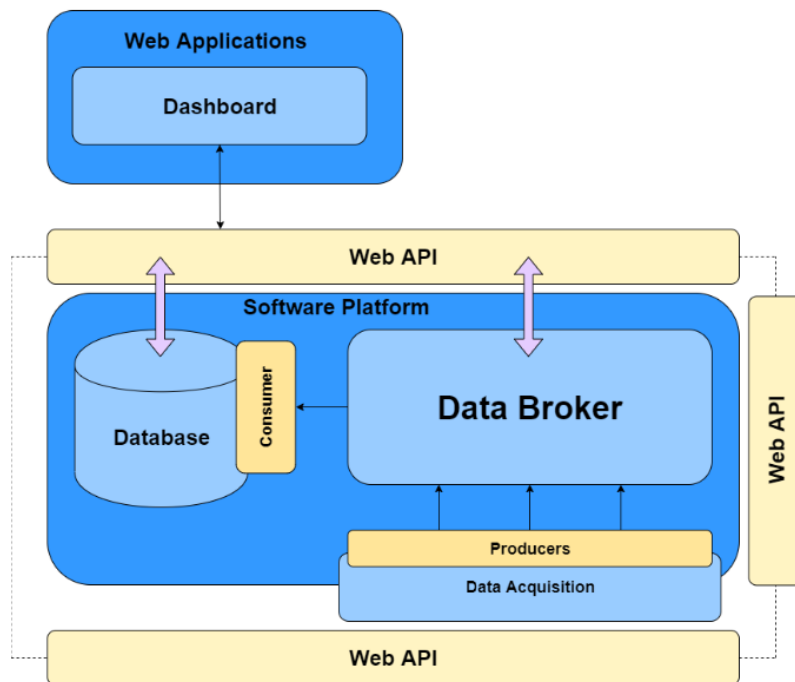 Web Applications
Dashboard
Web API
Software Platform
Database
Consumer
Data Broker
Web API
Producers
Data Acquisition
Web API